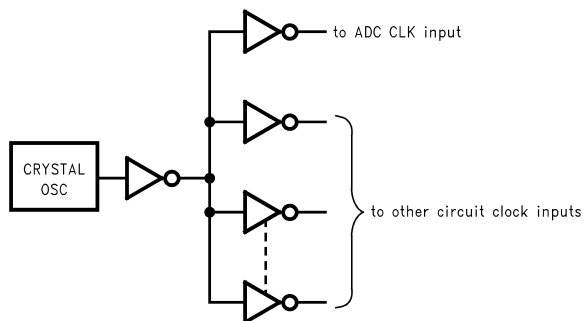 to ADC CLK input
CRYSTAL
OSC
to other circuit clock inputs